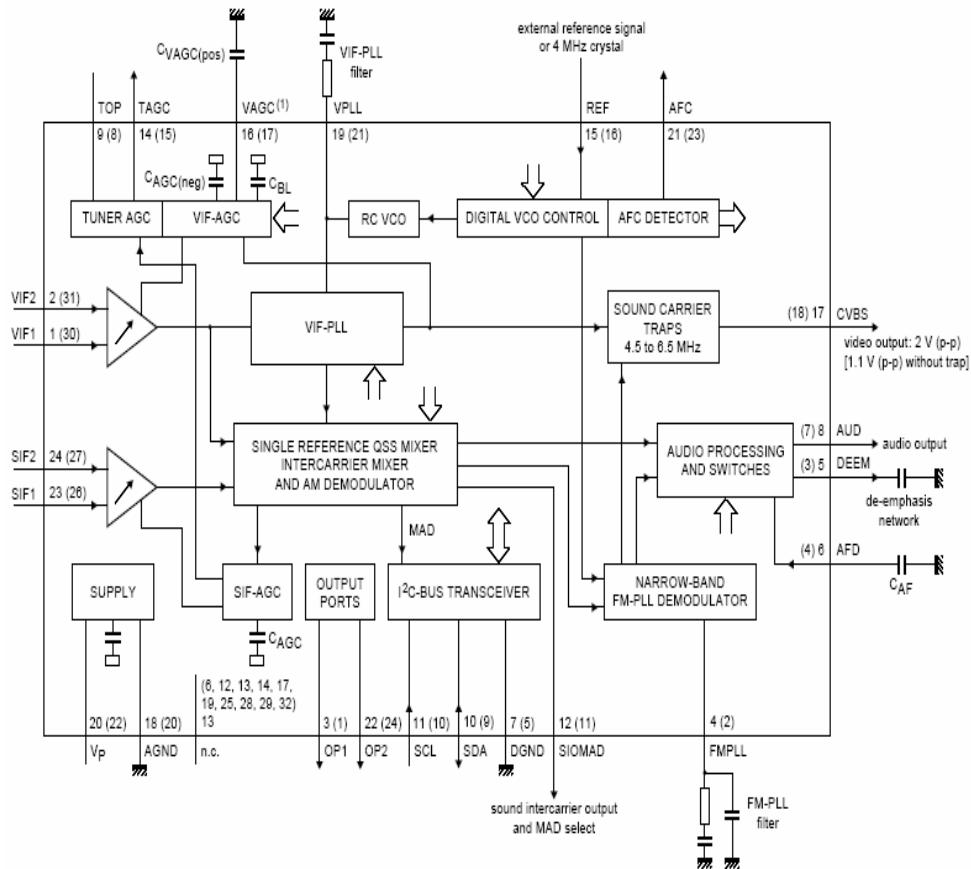 external reference signal
or 4 MHz crystal
CVAGC(pos)
VIF-PLL
filter
TOP
TAGC
VAGC(1)
VPLL
REF
AFC
9 (8)
14 (15)
16 (17)
19 (21)
15 (16)
21 (23)
CAGC(neg)
CBL
TUNER AGC
VIF-AGC
RC VCO
DIGITAL VCO CONTROL
AFC DETECTOR
VIF2
2 (31)
VIF1
1 (30)
VIF-PLL
SOUND CARRIER
TRAPS
4.5 to 6.5 MHz
(18) 17
CVBS
video output: 2 V (p-p)
[1.1 V (p-p) without trap]
SIF2
24 (27)
SIF1
23 (26)
SINGLE REFERENCE QSS MIXER
INTERCARRIER MIXER
AND AM DEMODULATOR
AUDIO PROCESSING
AND SWITCHES
(7) 8
AUD
audio output
(3) 5
DEEM
de-emphasis
network
MAD
(4) 6
AFD
CAF
SUPPLY
SIF-AGC
OUTPUT
PORTS
I2C-BUS TRANSCEIVER
NARROW-BAND
FM-PLL DEMODULATOR
CAGC
(6, 12, 13, 14, 17,
19, 25, 28, 29, 32)
13
20 (22)
18 (20)
3 (1)
22 (24)
11 (10)
10 (9)
7 (5)
12 (11)
4 (2)
VP
AGND
n.c.
OP1
OP2
SCL
SDA
DGND
SIOMAD
FMPLL
sound intercarrier output
and MAD select
FM-PLL
filter